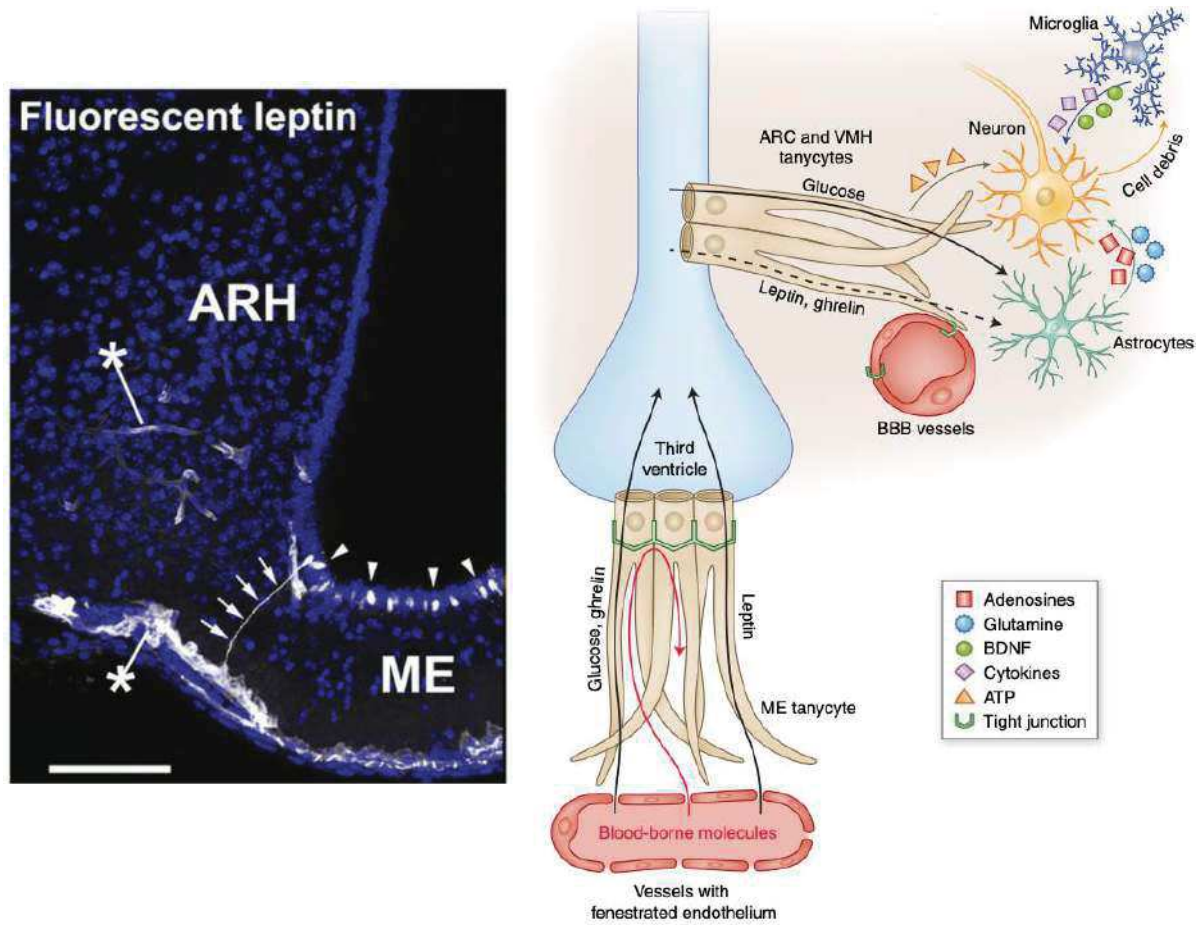 Fluorescent leptin
ARH
*
*
ME
Microglia
Neuron
Cell debris
ARC and VMH
tanycytes
Glucose
Leptin, ghrelin
Astrocytes
BBB vessels
Third
ventricle
Glucose, ghrelin
Leptin
ME tanycyte
Blood-borne molecules
Vessels with
fenestrated endothelium
Adenosines
Glutamine
BDNF
Cytokines
ATP
Tight junction